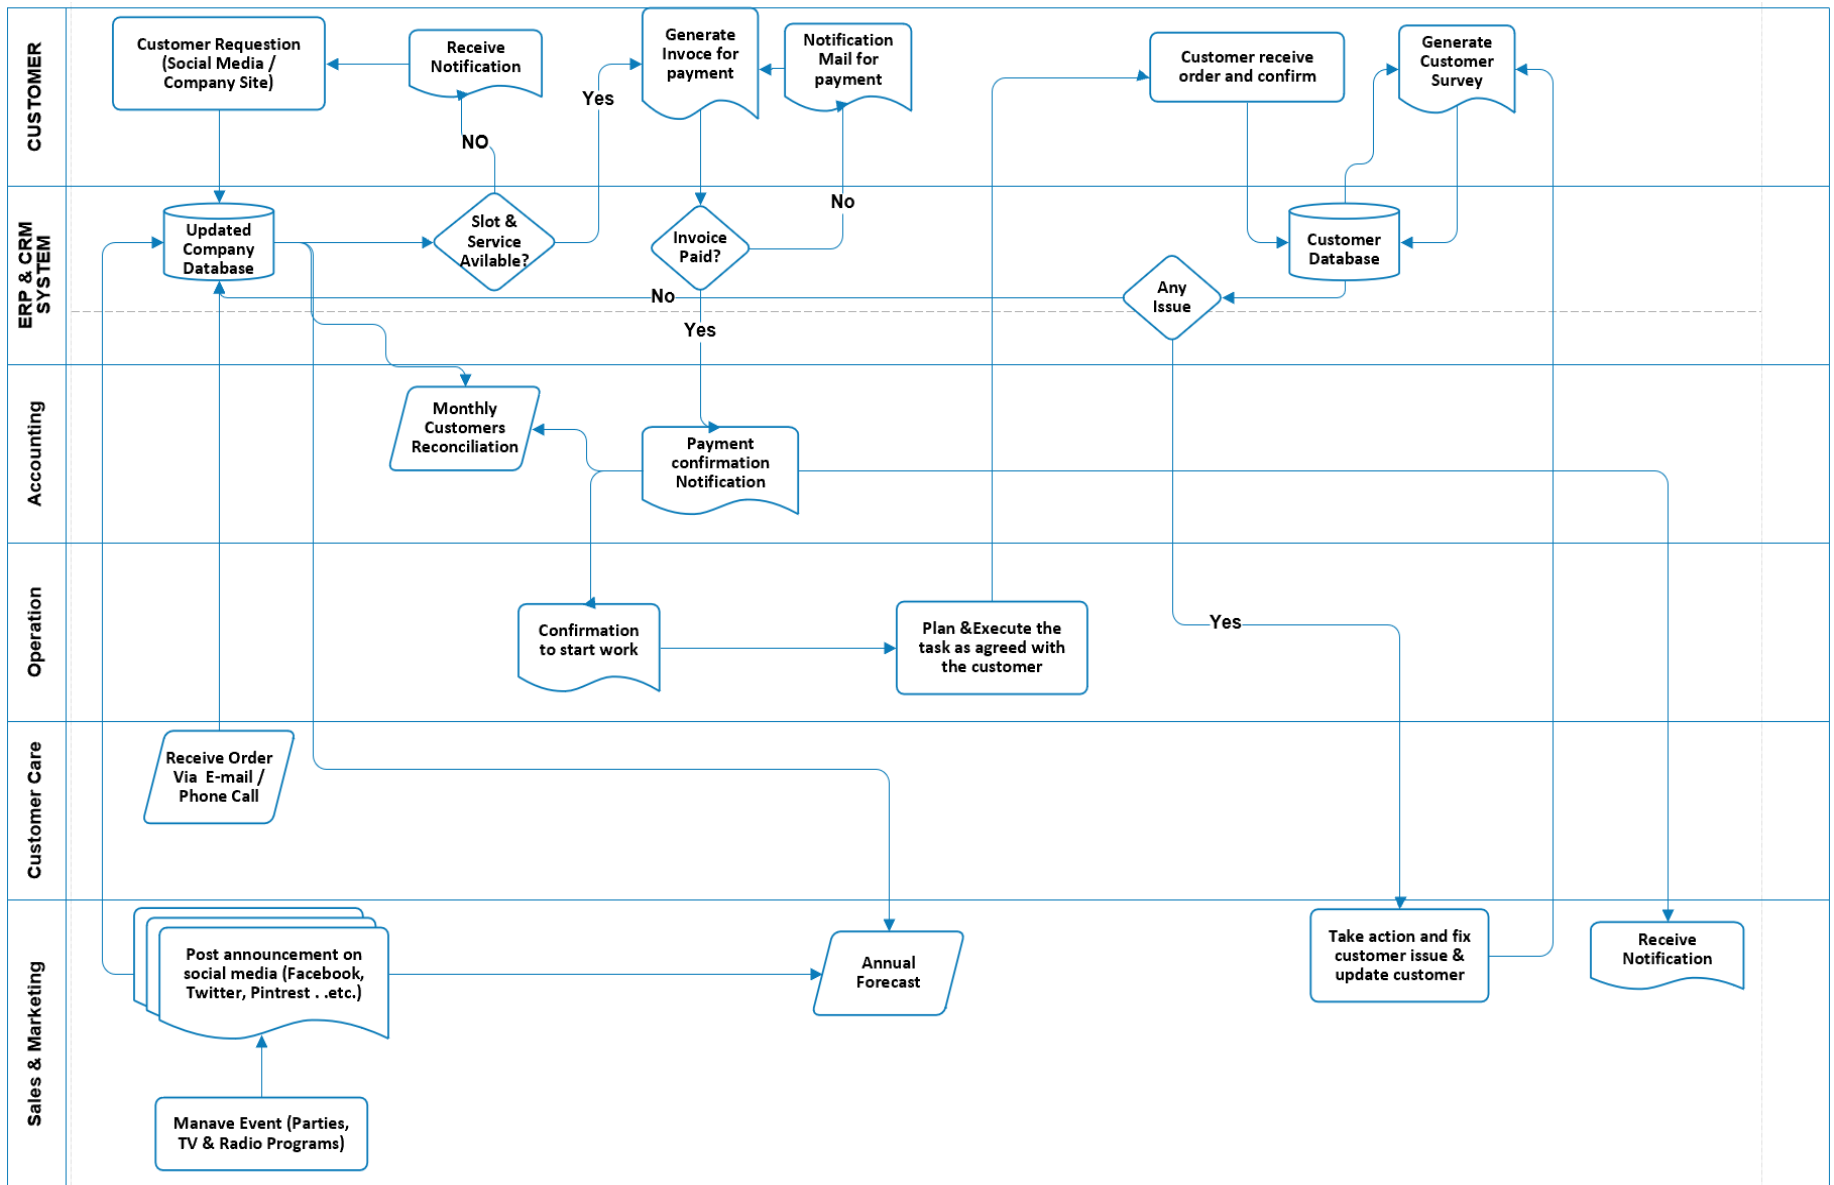 CUSTOMER
Customer Requestion
(Social Media /
Company Site)
Receive
Notification
NO
Yes
Generate
Invoce for
payment
Notification
Mail for
payment
No
Customer receive
order and confirm
Generate
Customer
Survey
ERP & CRM
SYSTEM
Updated
Company
Database
Slot &
Service
Avilable?
Invoice
Paid?
Any
Issue
Customer
Database
No
Yes
Accounting
Monthly
Customers
Reconciliation
Payment
confirmation
Notification
Operation
Confirmation
to start work
Plan &Execute the
task as agreed with
the customer
Yes
Customer Care
Receive Order
Via E-mail /
Phone Call
Sales & Marketing
Post announcement on
social media (Facebook,
Twitter, Pintrest . .etc.)
Annual
Forecast
Take action and fix
customer issue &
update customer
Receive
Notification
Manave Event (Parties,
TV & Radio Programs)